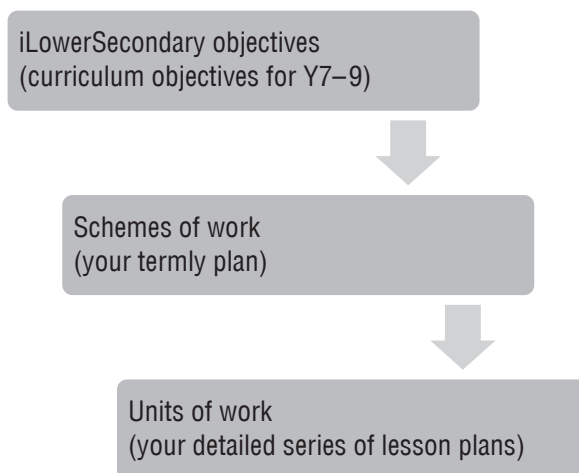 iLowerSecondary objectives
(curriculum objectives for Y7–9)
Schemes of work
(your termly plan)
Units of work
(your detailed series of lesson plans)